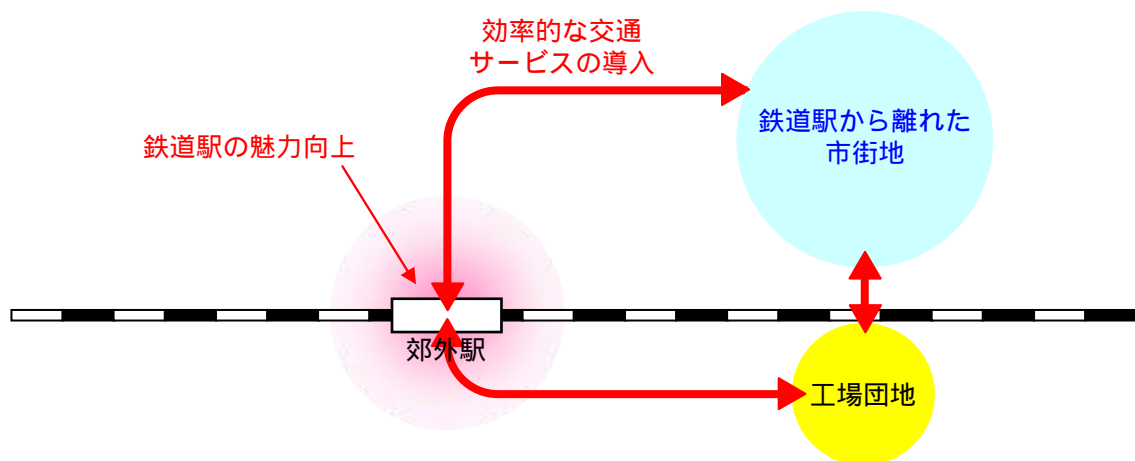 効率的な交通
サービスの導入
鉄道駅から離れた
市街地
鉄道駅の魅力向上
郊外駅
工場団地